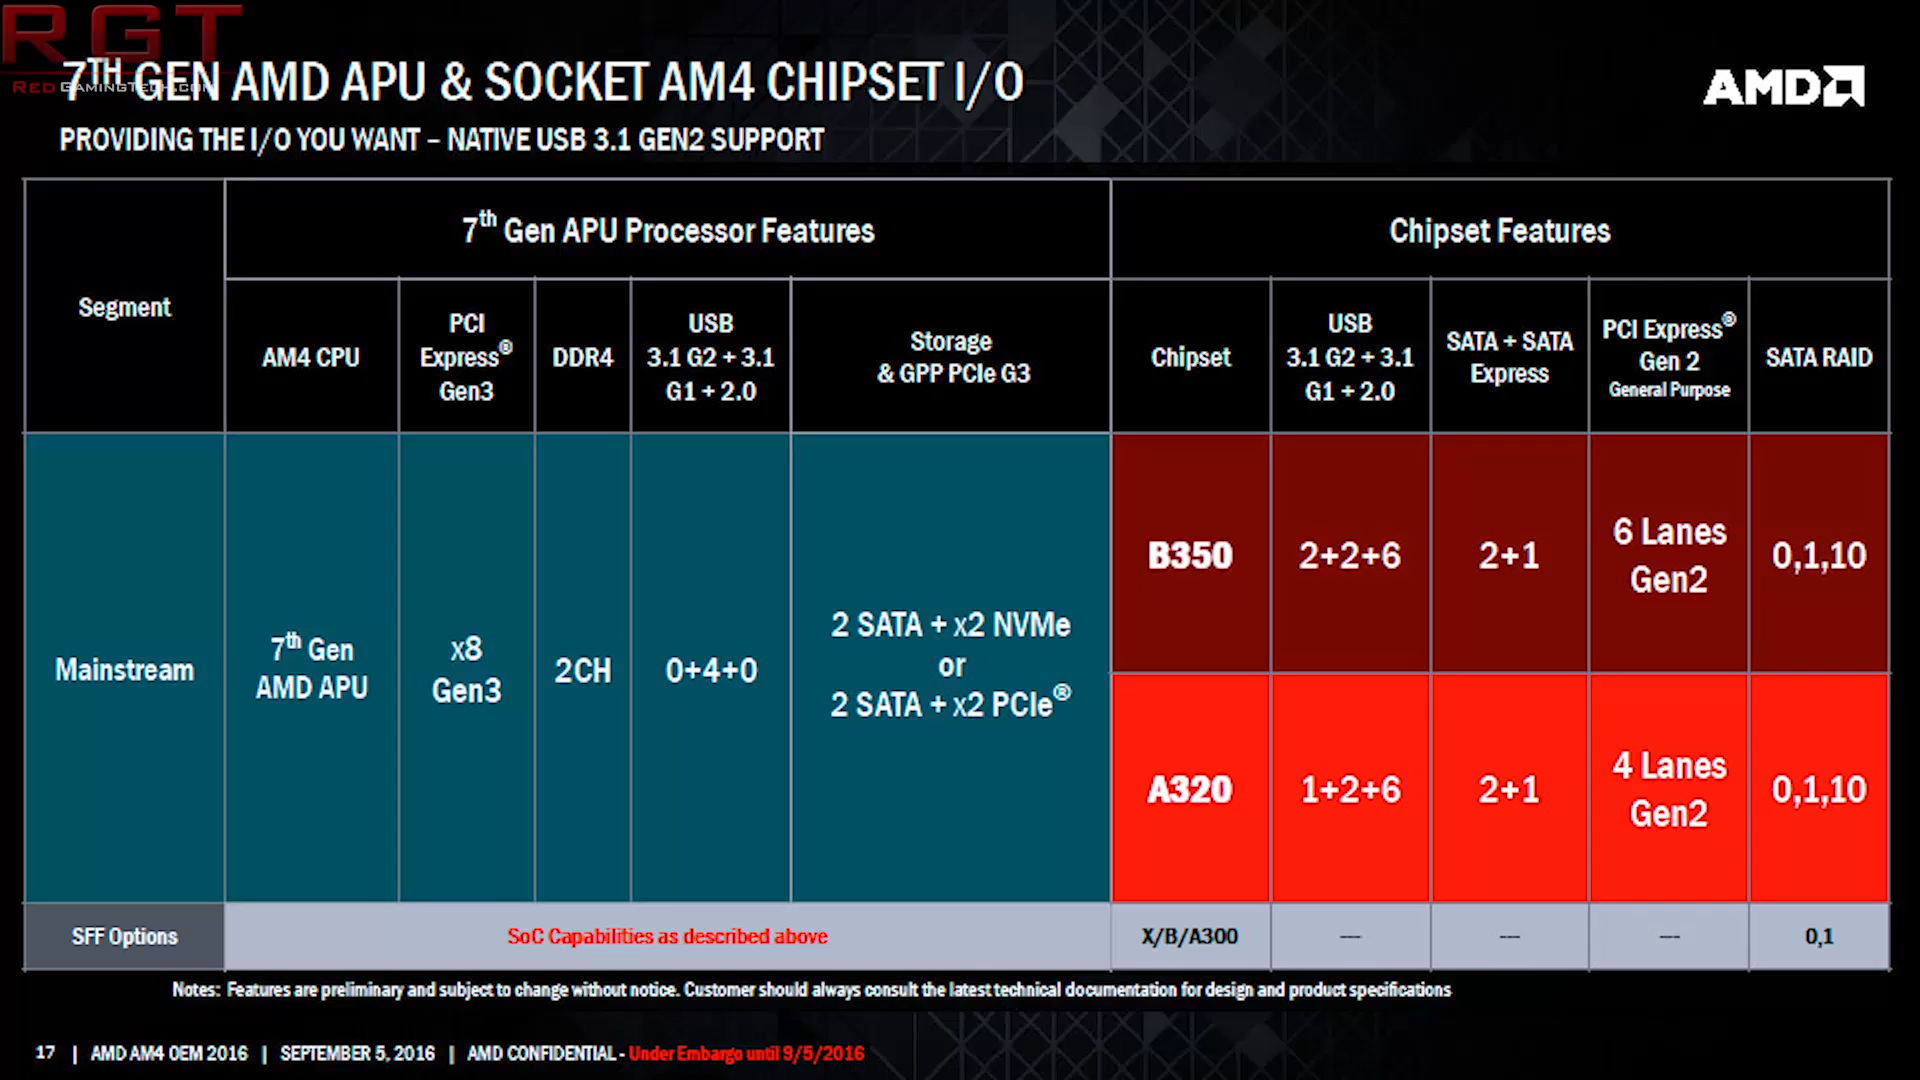 RGT
RedGamingTech.com
7TH GEN AMD APU & SOCKET AM4 CHIPSET I/O
AMD
PROVIDING THE I/O YOU WANT – NATIVE USB 3.1 GEN2 SUPPORT
Segment
7th Gen APU Processor Features
Chipset Features
AM4 CPU
PCI
Express®
Gen3
DDR4
USB
3.1 G2 + 3.1
G1 + 2.0
Storage
& GPP PCIe G3
Chipset
USB
3.1 G2 + 3.1
G1 + 2.0
SATA + SATA
Express
PCI Express®
Gen 2
General Purpose
SATA RAID
Mainstream
7th Gen
AMD APU
x8
Gen3
2CH
0+4+0
2 SATA + x2 NVMe
or
2 SATA + x2 PCIe®
B350
2+2+6
2+1
6 Lanes
Gen2
0,1,10
A320
1+2+6
2+1
4 Lanes
Gen2
0,1,10
SFF Options
SoC Capabilities as described above
X/B/A300
---
---
---
0,1
Notes: Features are preliminary and subject to change without notice. Customer should always consult the latest technical documentation for design and product specifications
17 | AMD AM4 OEM 2016 | SEPTEMBER 5, 2016 | AMD CONFIDENTIAL - Under Embargo until 9/5/2016